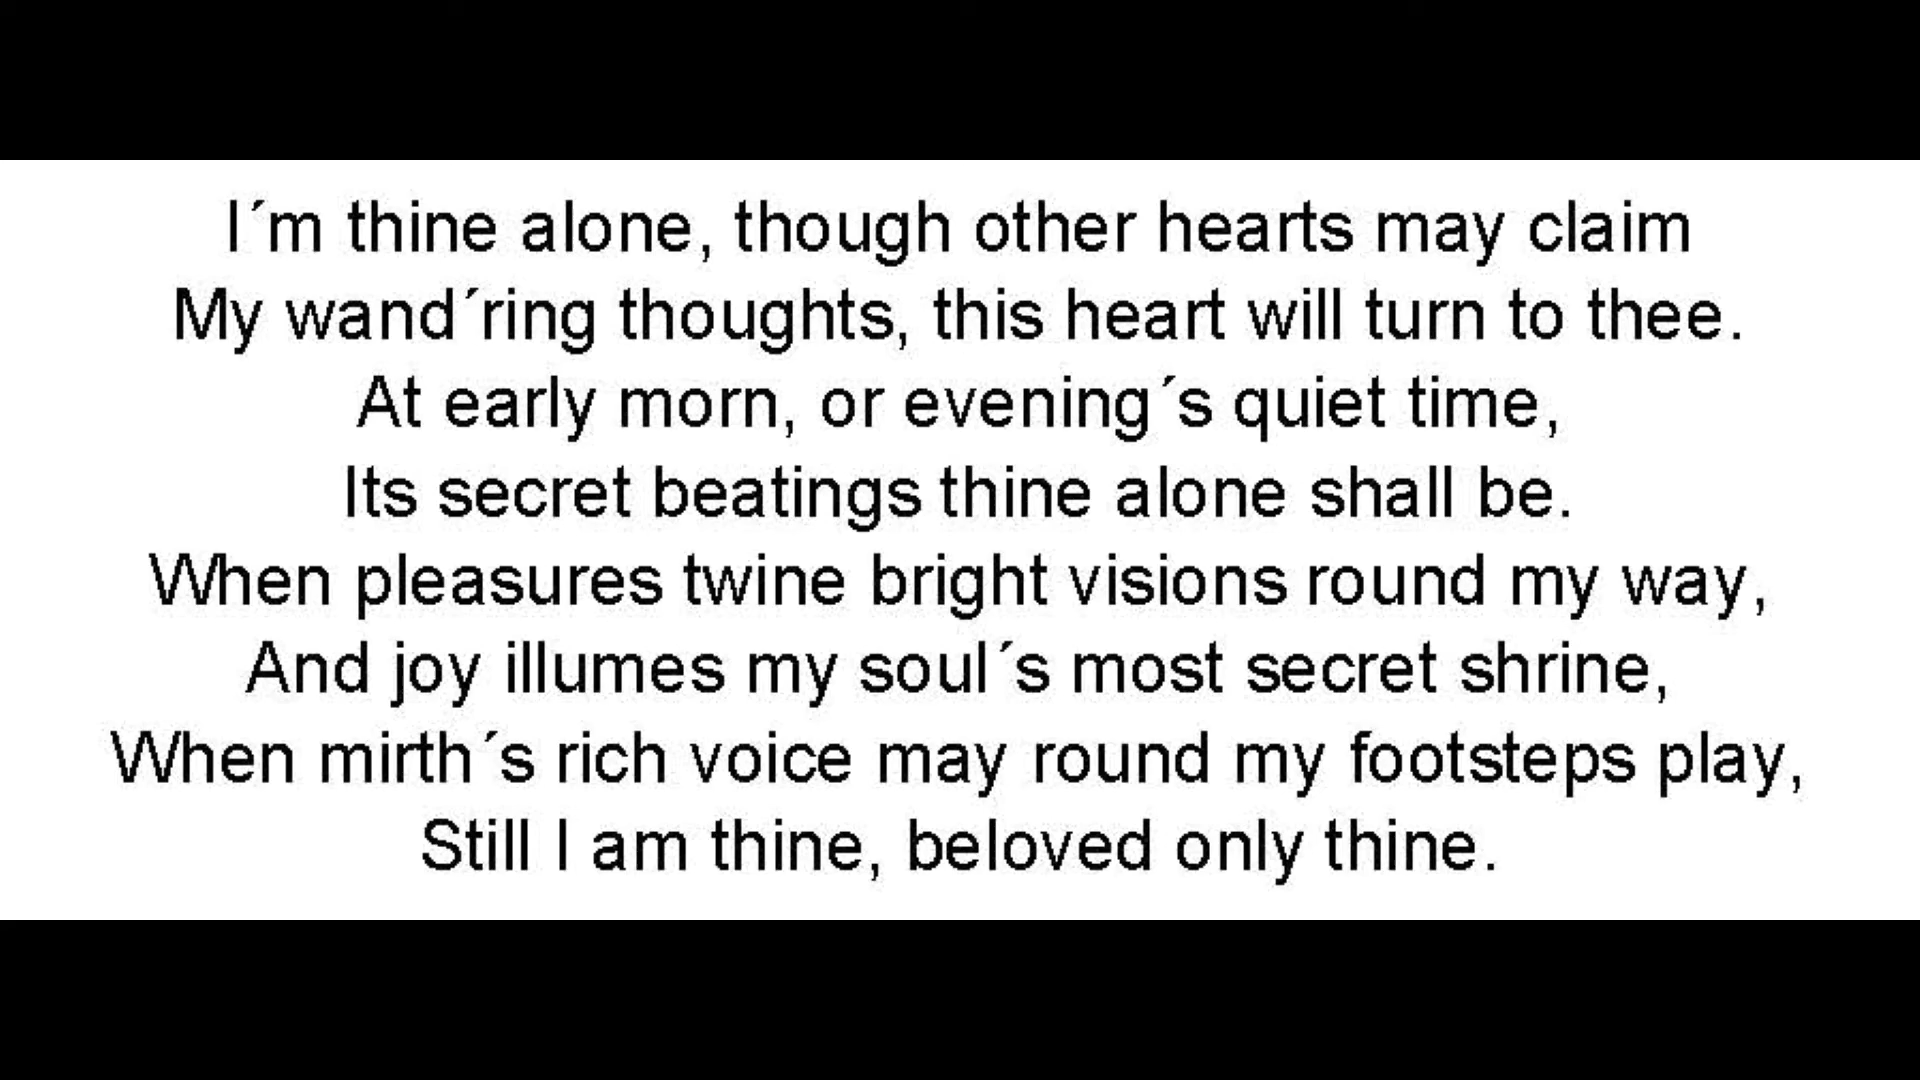 I´m thine alone, though other hearts may claim
My wand´ring thoughts, this heart will turn to thee.
At early morn, or evening´s quiet time,
Its secret beatings thine alone shall be.
When pleasures twine bright visions round my way,
And joy illumes my soul´s most secret shrine,
When mirth´s rich voice may round my footsteps play,
Still I am thine, beloved only thine.